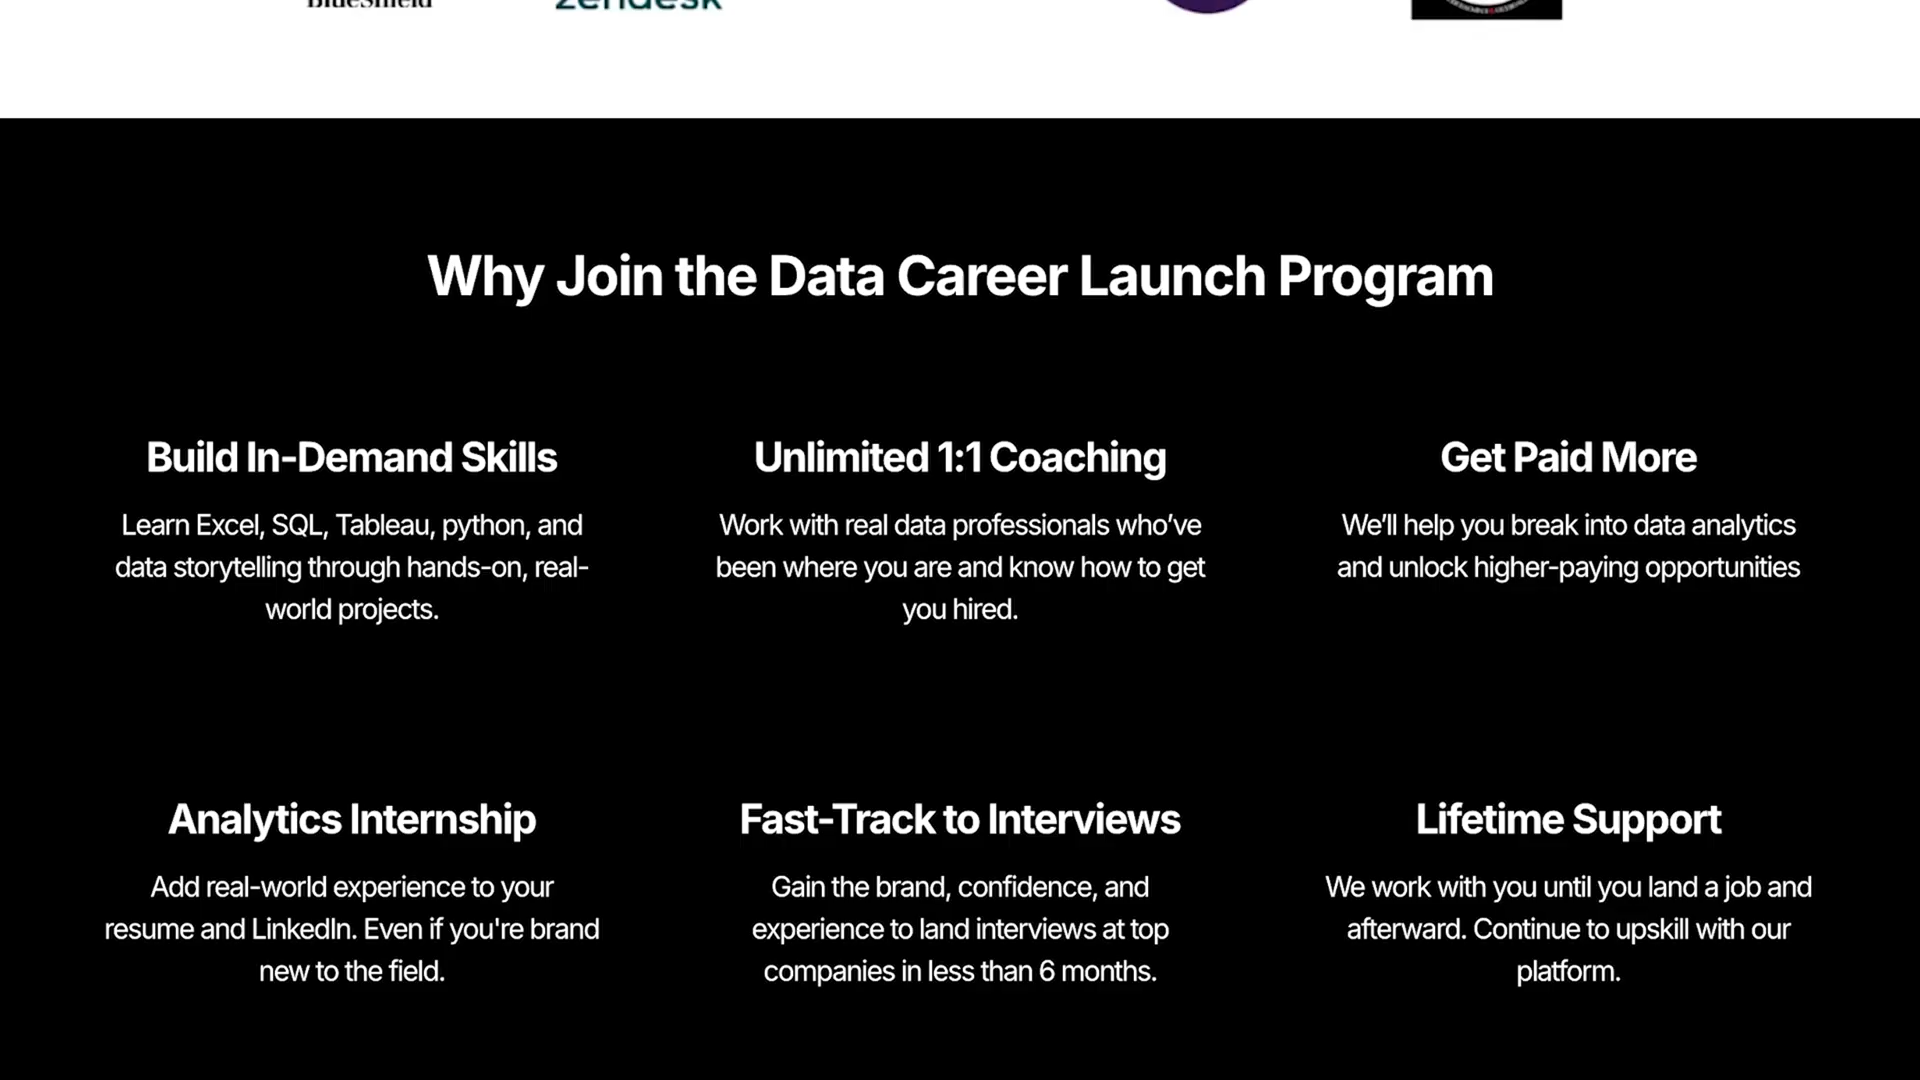 BlueShield
zendesk
Why Join the Data Career Launch Program
Build In-Demand Skills
Learn Excel, SQL, Tableau, python, and
data storytelling through hands-on, real-
world projects.
Unlimited 1:1 Coaching
Work with real data professionals who’ve
been where you are and know how to get
you hired.
Get Paid More
We’ll help you break into data analytics
and unlock higher-paying opportunities
Analytics Internship
Add real-world experience to your
resume and LinkedIn. Even if you're brand
new to the field.
Fast-Track to Interviews
Gain the brand, confidence, and
experience to land interviews at top
companies in less than 6 months.
Lifetime Support
We work with you until you land a job and
afterward. Continue to upskill with our
platform.